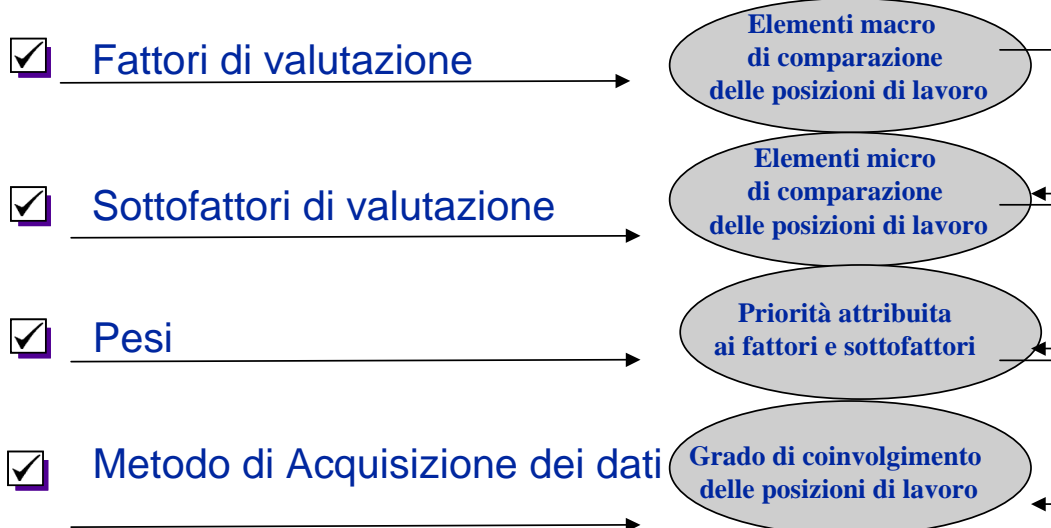 Fattori di valutazione
Elementi macro
di comparazione
delle posizioni di lavoro
Sottofattori di valutazione
Elementi micro
di comparazione
delle posizioni di lavoro
Pesi
Priorità attribuita
ai fattori e sottofattori
Metodo di Acquisizione dei dati
Grado di coinvolgimento
delle posizioni di lavoro